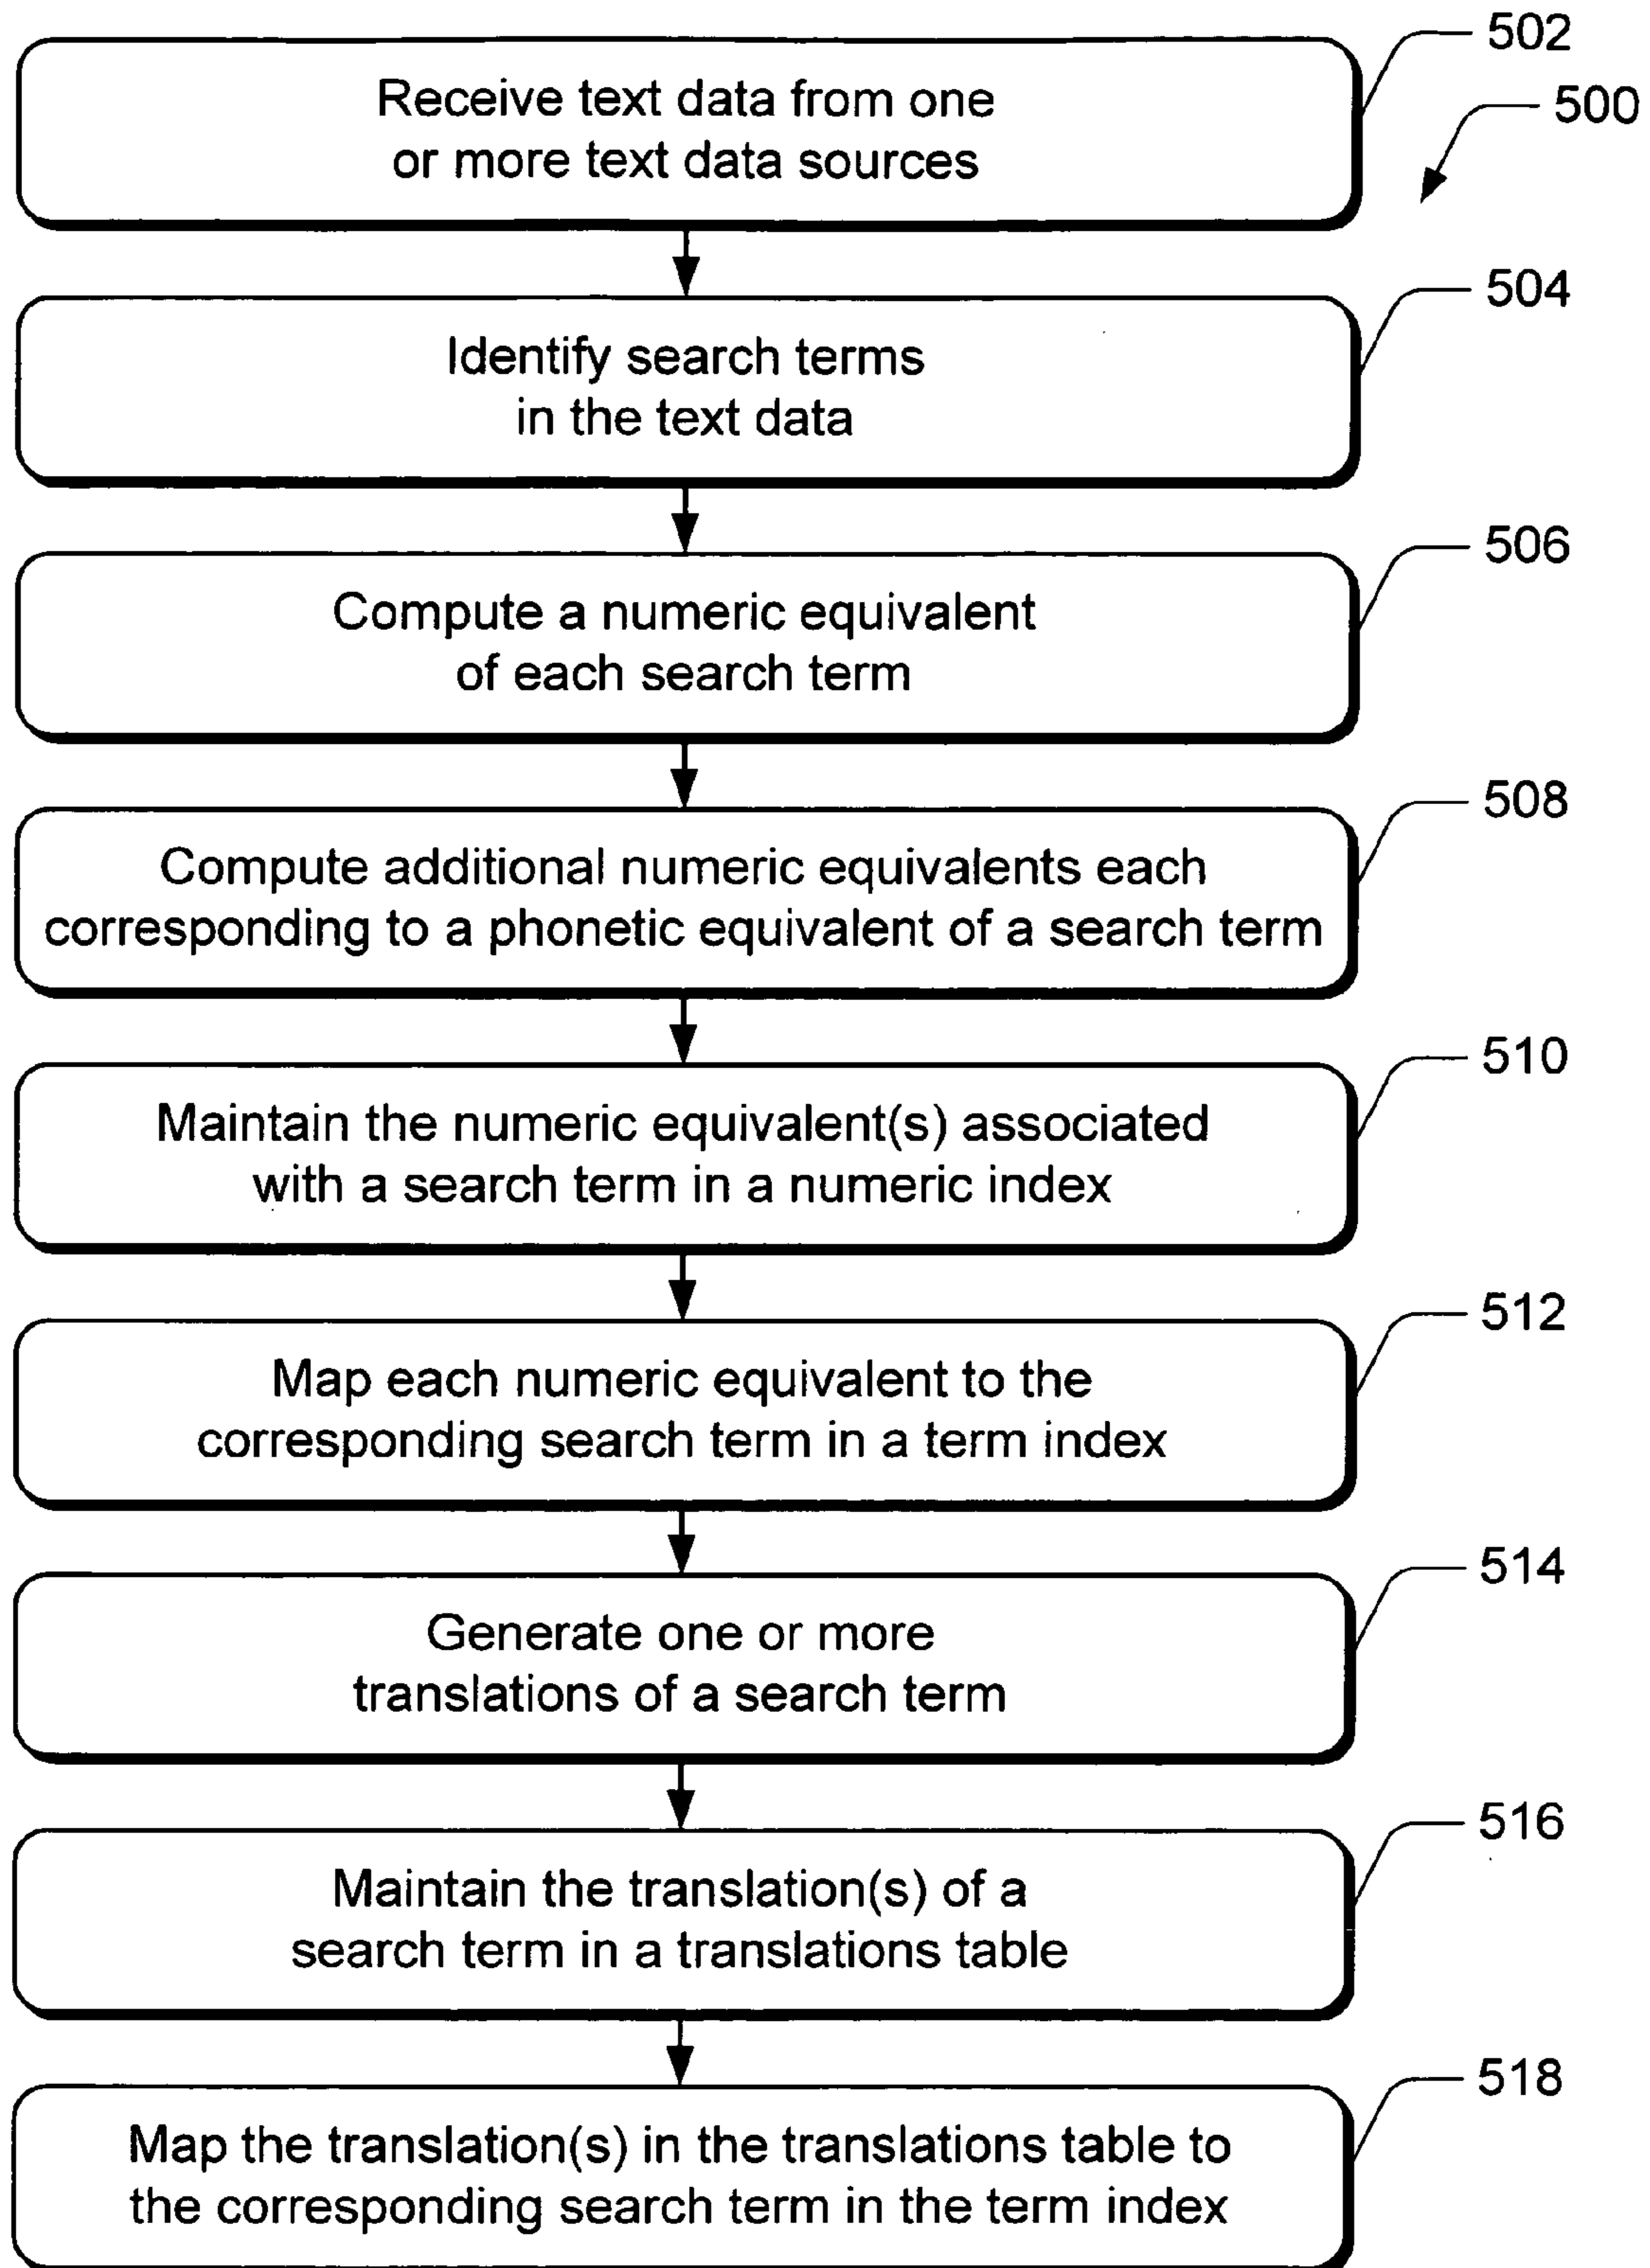 502
Receive text data from one
or more text data sources
500
504
Identify search terms
in the text data
506
Compute a numeric equivalent
of each search term
508
Compute additional numeric equivalents each
corresponding to a phonetic equivalent of a search term
510
Maintain the numeric equivalent(s) associated
with a search term in a numeric index
512
Map each numeric equivalent to the
corresponding search term in a term index
514
Generate one or more
translations of a search term
516
Maintain the translation(s) of a
search term in a translations table
518
Map the translation(s) in the translations table to
the corresponding search term in the term index